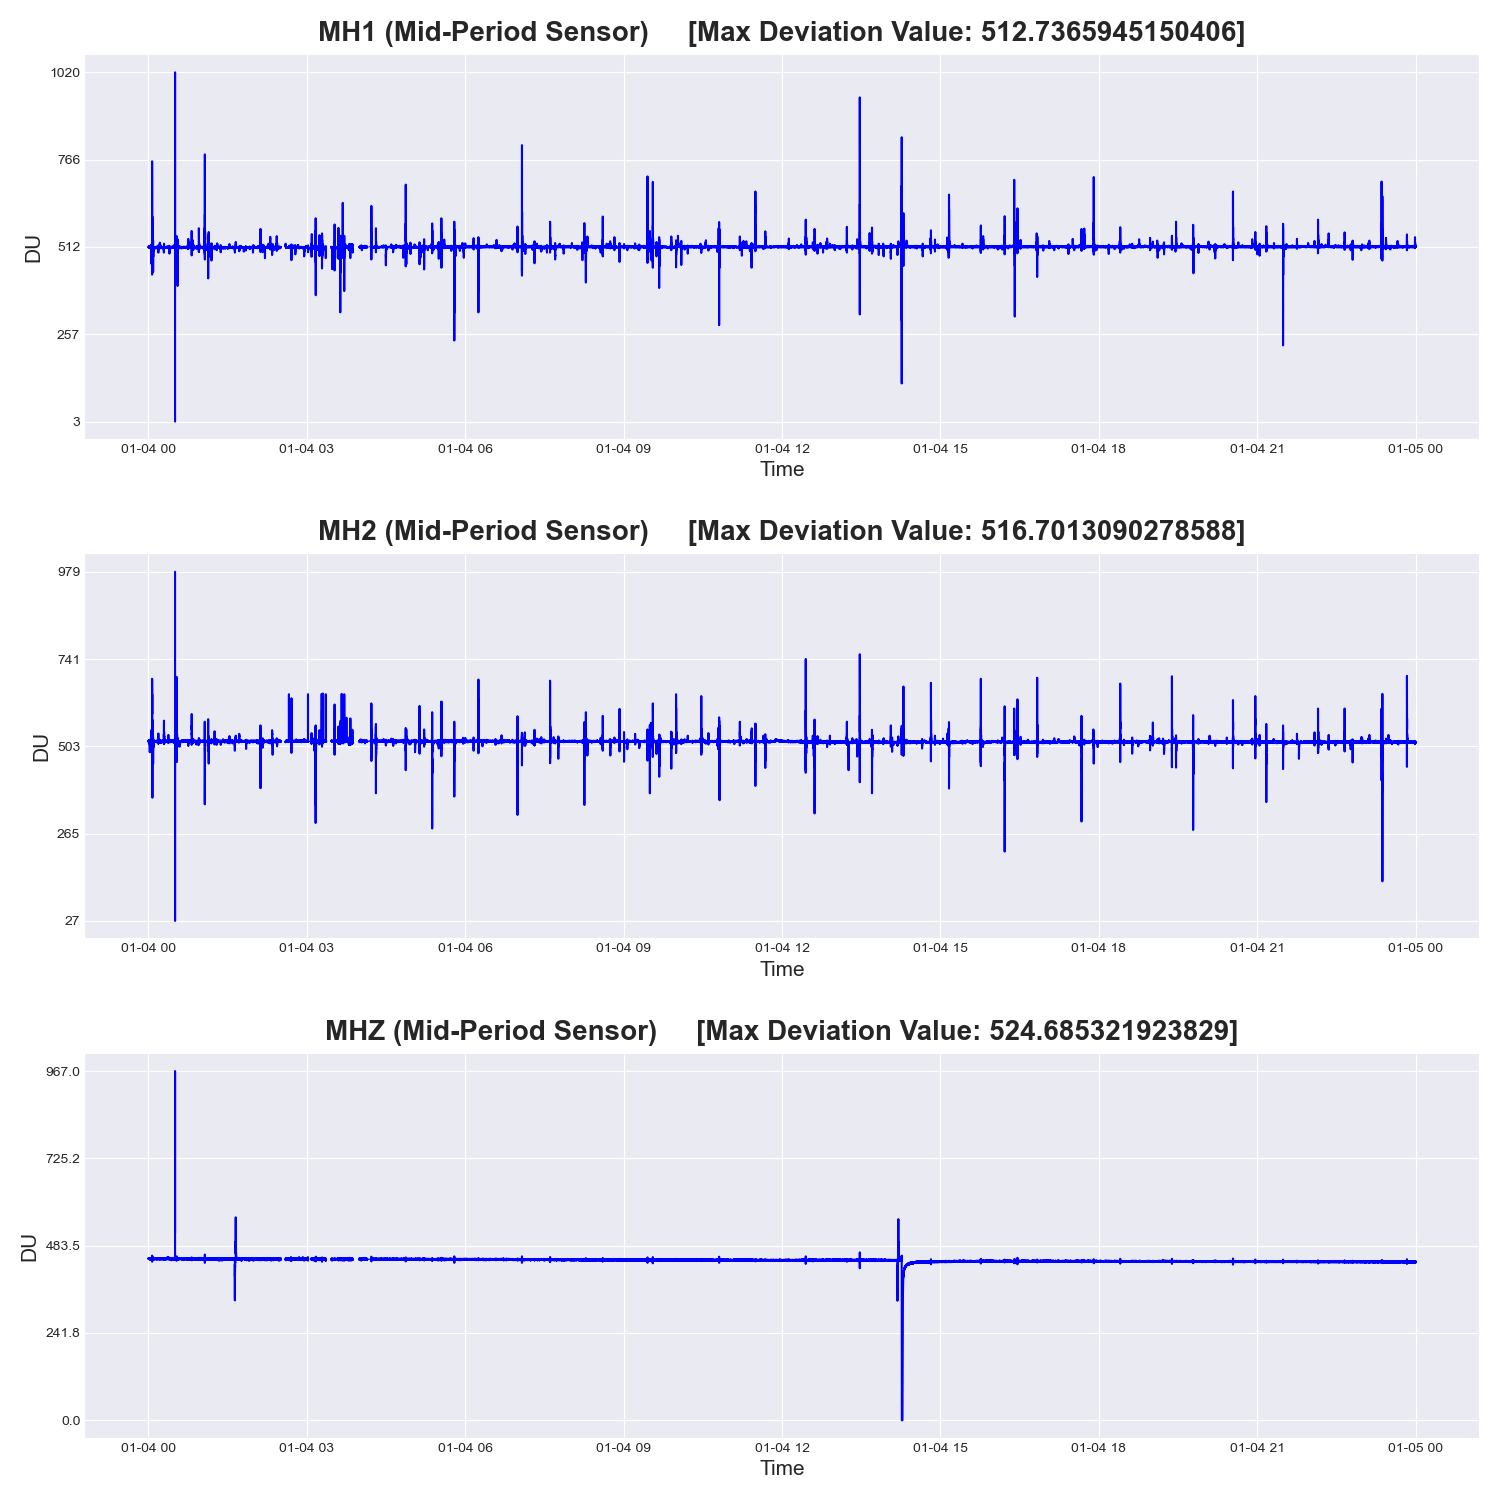 MH1 (Mid-Period Sensor) [Max Deviation Value: 512.7365945150406]
1020
766
512
257
3
DU
01-04 00 01-04 03 01-04 06 01-04 09 01-04 12 01-04 15 01-04 18 01-04 21 01-05 00
Time
MH2 (Mid-Period Sensor) [Max Deviation Value: 516.7013090278588]
979
741
503
265
27
DU
01-04 00 01-04 03 01-04 06 01-04 09 01-04 12 01-04 15 01-04 18 01-04 21 01-05 00
Time
MHZ (Mid-Period Sensor) [Max Deviation Value: 524.685321923829]
967.0
725.2
483.5
241.8
0.0
DU
01-04 00 01-04 03 01-04 06 01-04 09 01-04 12 01-04 15 01-04 18 01-04 21 01-05 00
Time